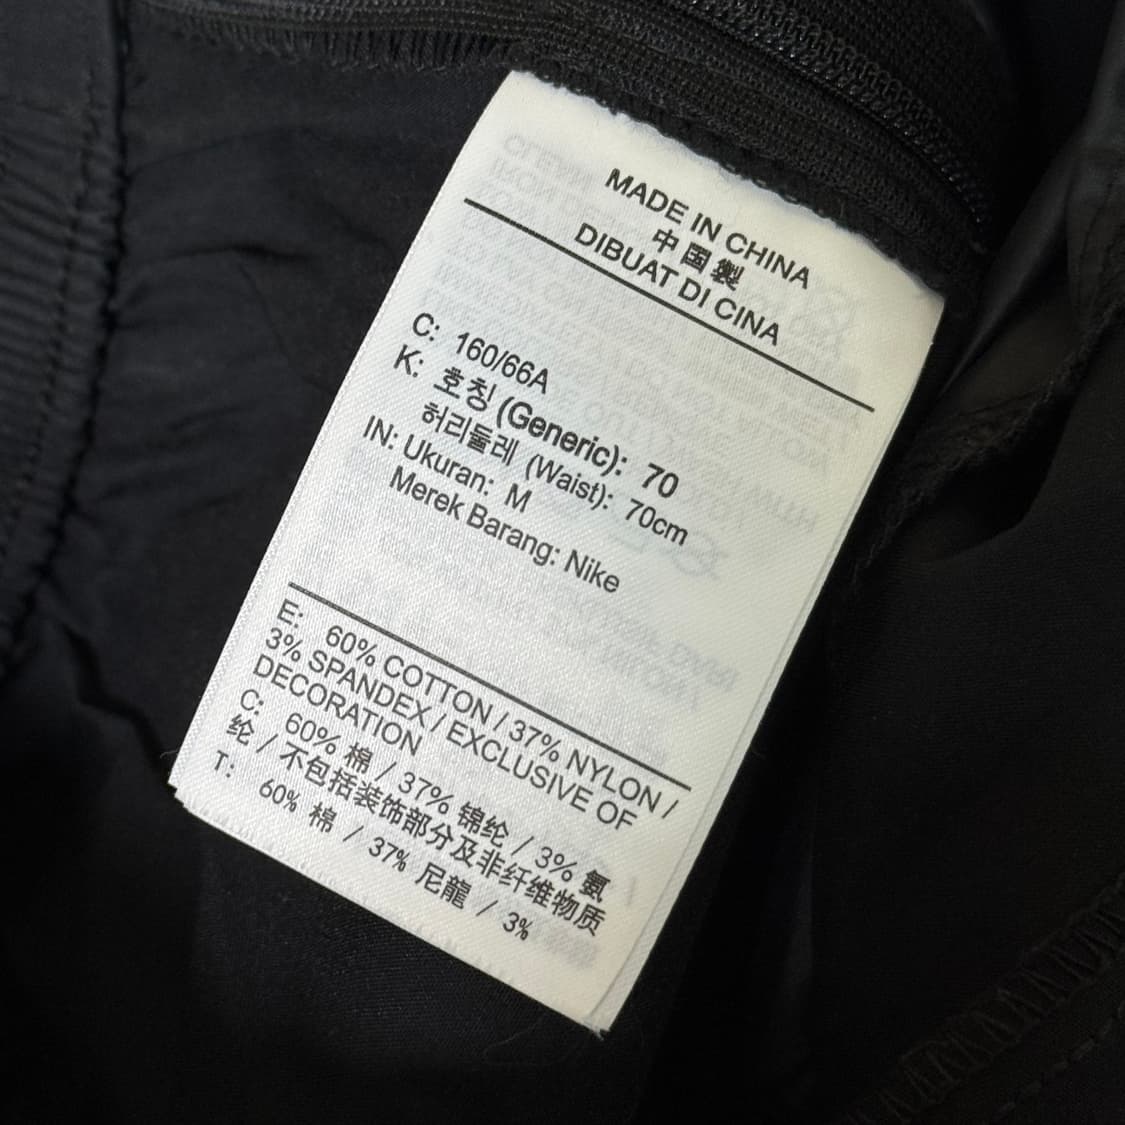 MADE IN CHINA
中国製
DIBUAT DI CINA
C: 160/66A
K: 호칭 (Generic): 70
허리둘레 (Waist): 70cm
IN: Ukuran: M
Merek Barang: Nike
E: 60% COTTON / 37% NYLON /
3% SPANDEX / EXCLUSIVE OF
DECORATION
C: 60% 棉 / 37% 锦纶 / 3% 氨
纶 / 不包括装饰部分及非纤维物质
T: 60% 棉 / 37% 尼龍 / 3%